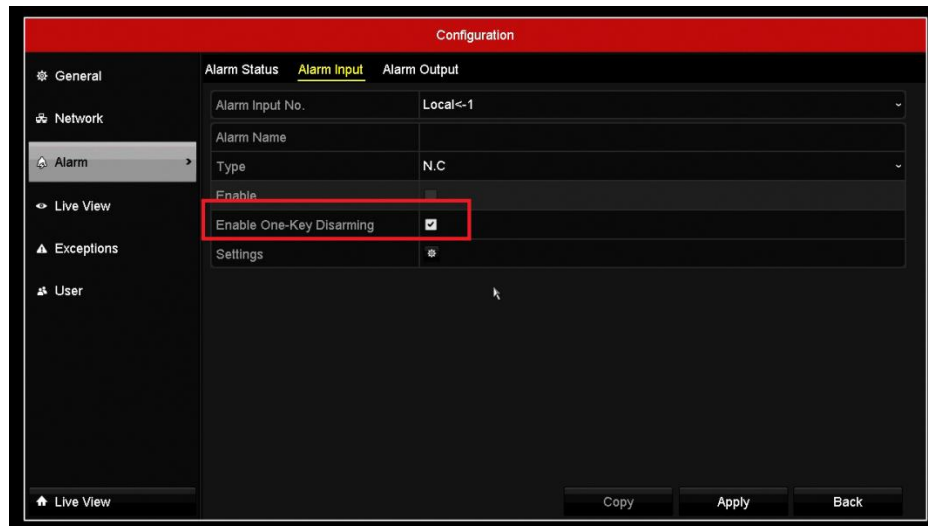 Configuration
General
Network
Alarm
Live View
Exceptions
User
Live View
Alarm Status Alarm Input Alarm Output
Alarm Input No. Local<-1
Alarm Name
Type N.C
Enable
Enable One-Key Disarming
Settings
Copy Apply Back